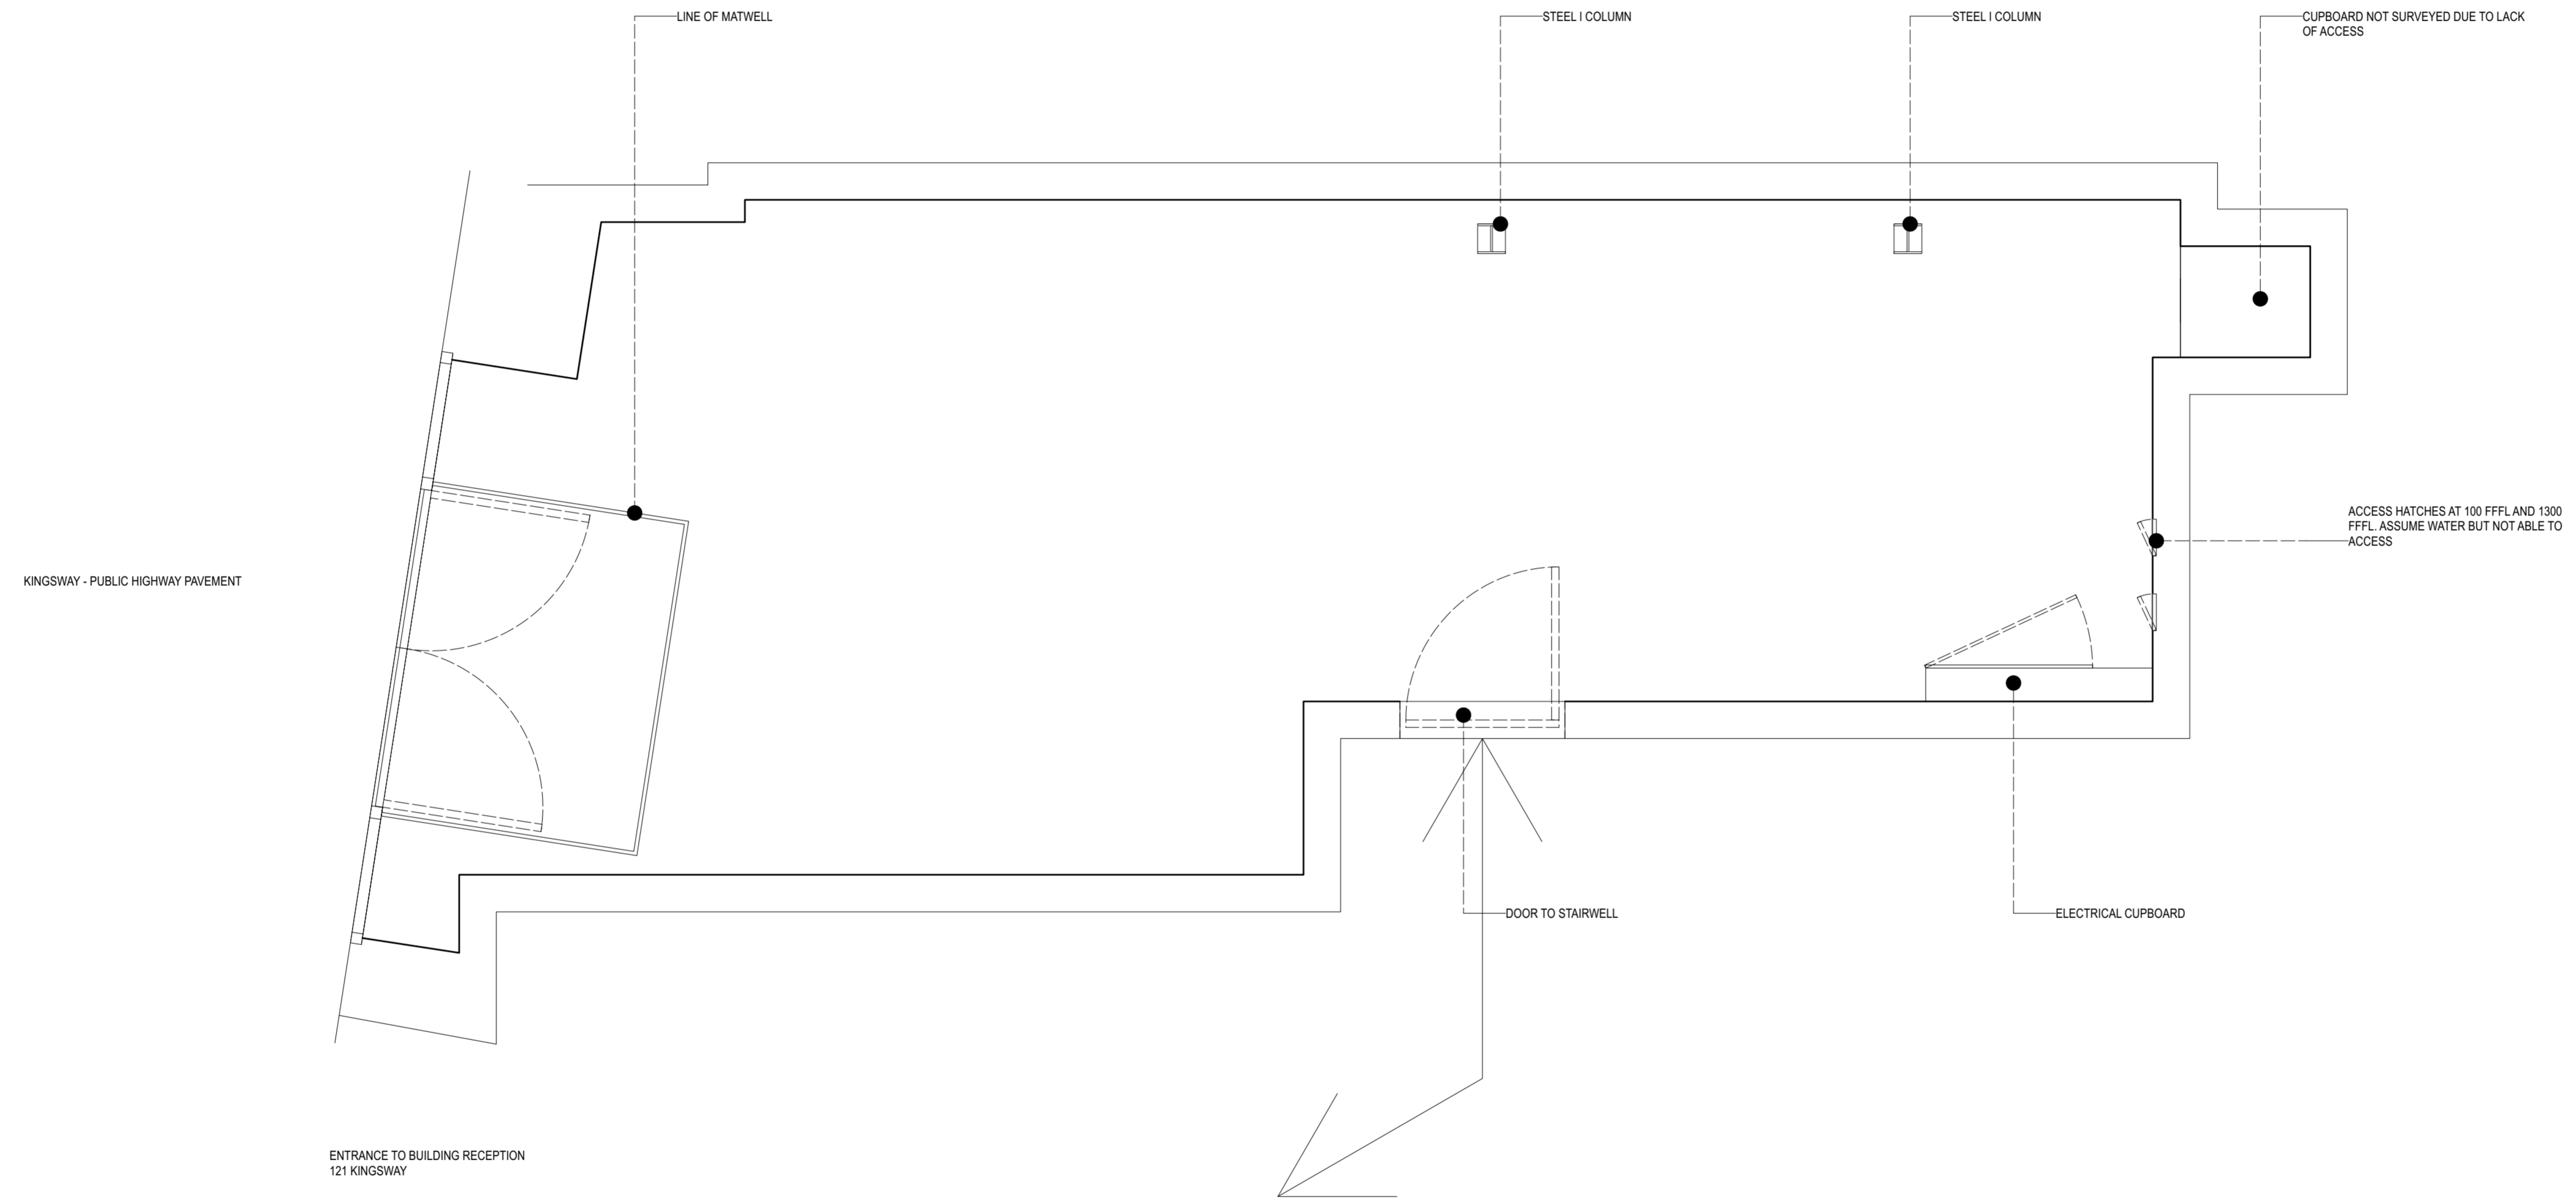 LINE OF MATWELL
STEEL I COLUMN
STEEL I COLUMN
CUPBOARD NOT SURVEYED DUE TO LACK
OF ACCESS
ACCESS HATCHES AT 100 FFFL AND 1300
FFFL. ASSUME WATER BUT NOT ABLE TO
ACCESS
KINGSWAY - PUBLIC HIGHWAY PAVEMENT
DOOR TO STAIRWELL
ELECTRICAL CUPBOARD
ENTRANCE TO BUILDING RECEPTION
121 KINGSWAY